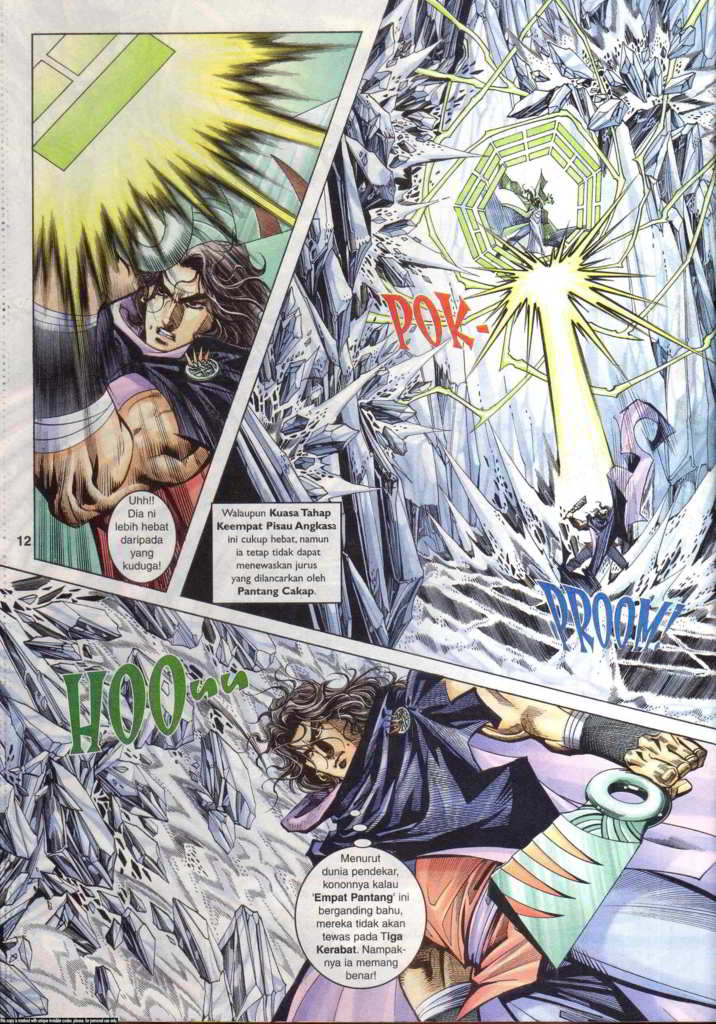 POK-
Uhh!!
Dia ni
lebih hebat
daripada
yang
kuduga!
Walaupun Kuasa Tahap
Keempat Pisau Angkasa
ini cukup hebat, namun
ia tetap tidak dapat
menewaskan jurus
yang dilancarkan oleh
Pantang Cakap.
12
PROOM!
HOOuu
Menurut
dunia pendekar,
kononnya kalau
'Empat Pantang' ini
berganding bahu,
mereka tidak akan
tewas pada Tiga
Kerabat. Nampak-
nya ia memang
benar!